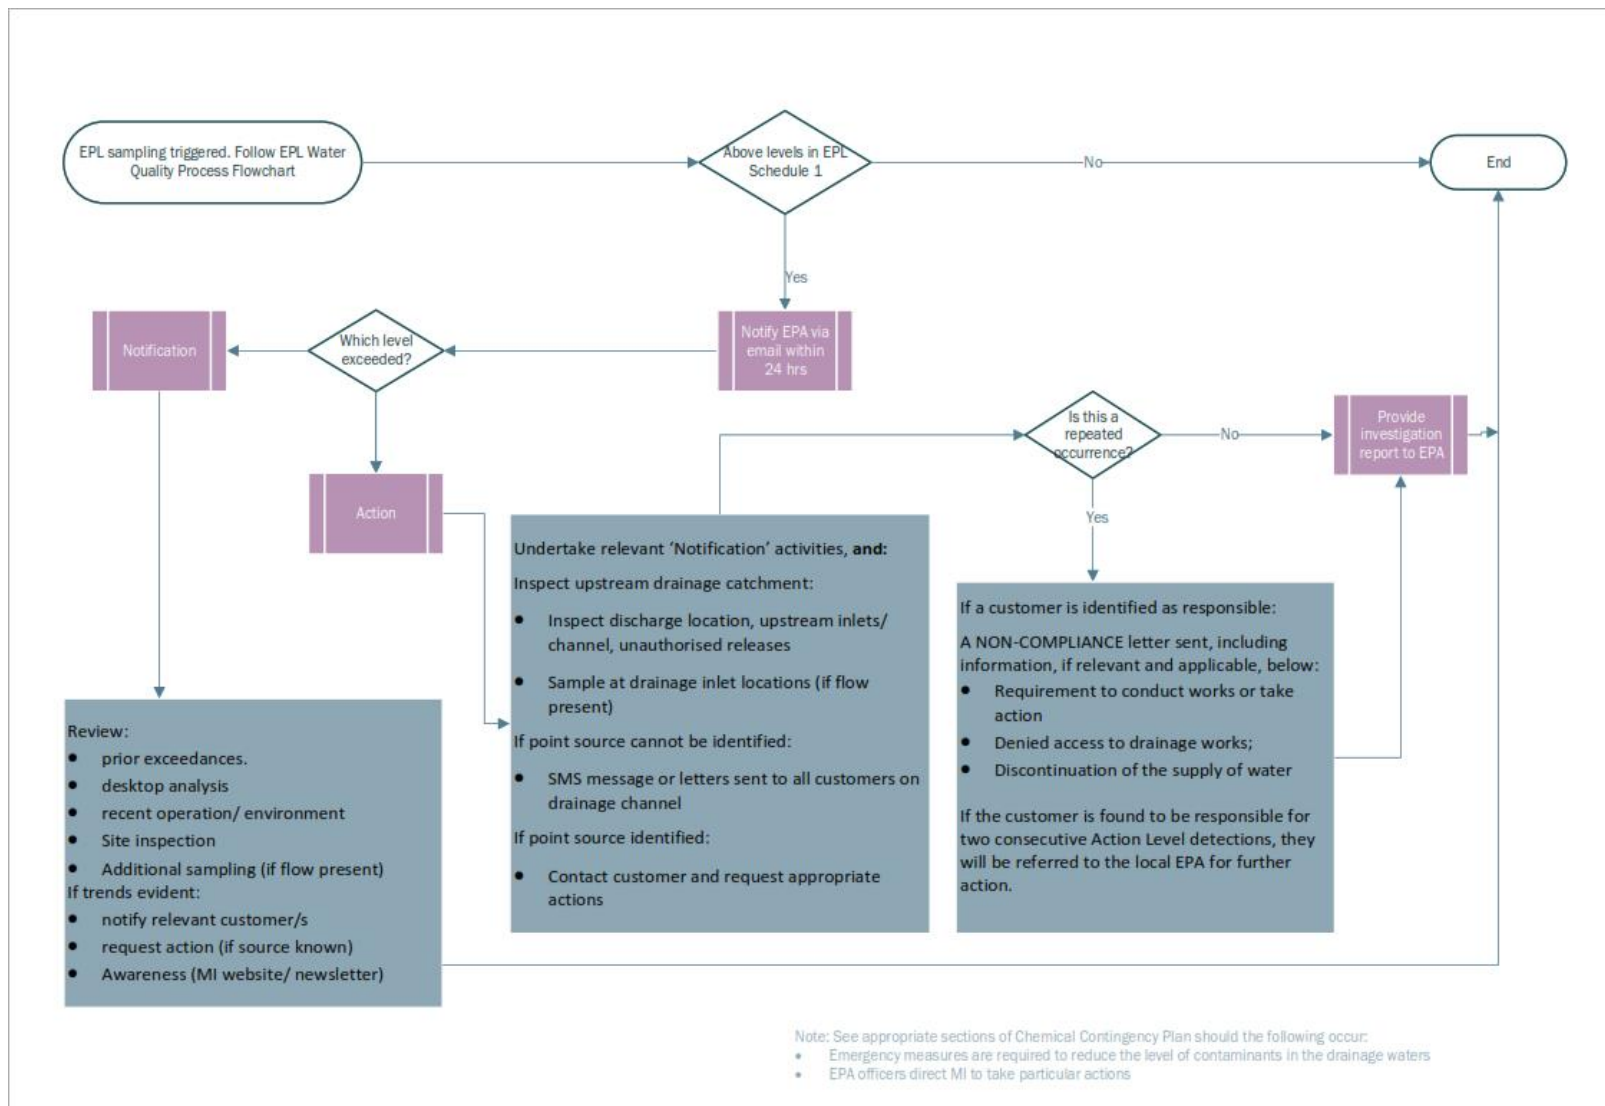 EPL sampling triggered. Follow EPL Water
Quality Process Flowchart
Above levels in EPL
Schedule 1
No
End
Yes
Notification
Which level
exceeded?
Notify EPA via
email within
24 hrs
Is this a
repeated
occurrence?
No
Provide
investigation
report to EPA
Action
Yes
Undertake relevant ‘Notification’ activities, and:
Inspect upstream drainage catchment:
• Inspect discharge location, upstream inlets/
channel, unauthorised releases
• Sample at drainage inlet locations (if flow
present)
If point source cannot be identified:
• SMS message or letters sent to all customers on
drainage channel
If point source identified:
• Contact customer and request appropriate
actions
If a customer is identified as responsible:
A NON-COMPLIANCE letter sent, including
information, if relevant and applicable, below:
• Requirement to conduct works or take
action
• Denied access to drainage works;
• Discontinuation of the supply of water
If the customer is found to be responsible for
two consecutive Action Level detections, they
will be referred to the local EPA for further
action.
Review:
• prior exceedances.
• desktop analysis
• recent operation/ environment
• Site inspection
• Additional sampling (if flow present)
If trends evident:
• notify relevant customer/s
• request action (if source known)
• Awareness (MI website/ newsletter)
Note: See appropriate sections of Chemical Contingency Plan should the following occur:
• Emergency measures are required to reduce the level of contaminants in the drainage waters
• EPA officers direct MI to take particular actions